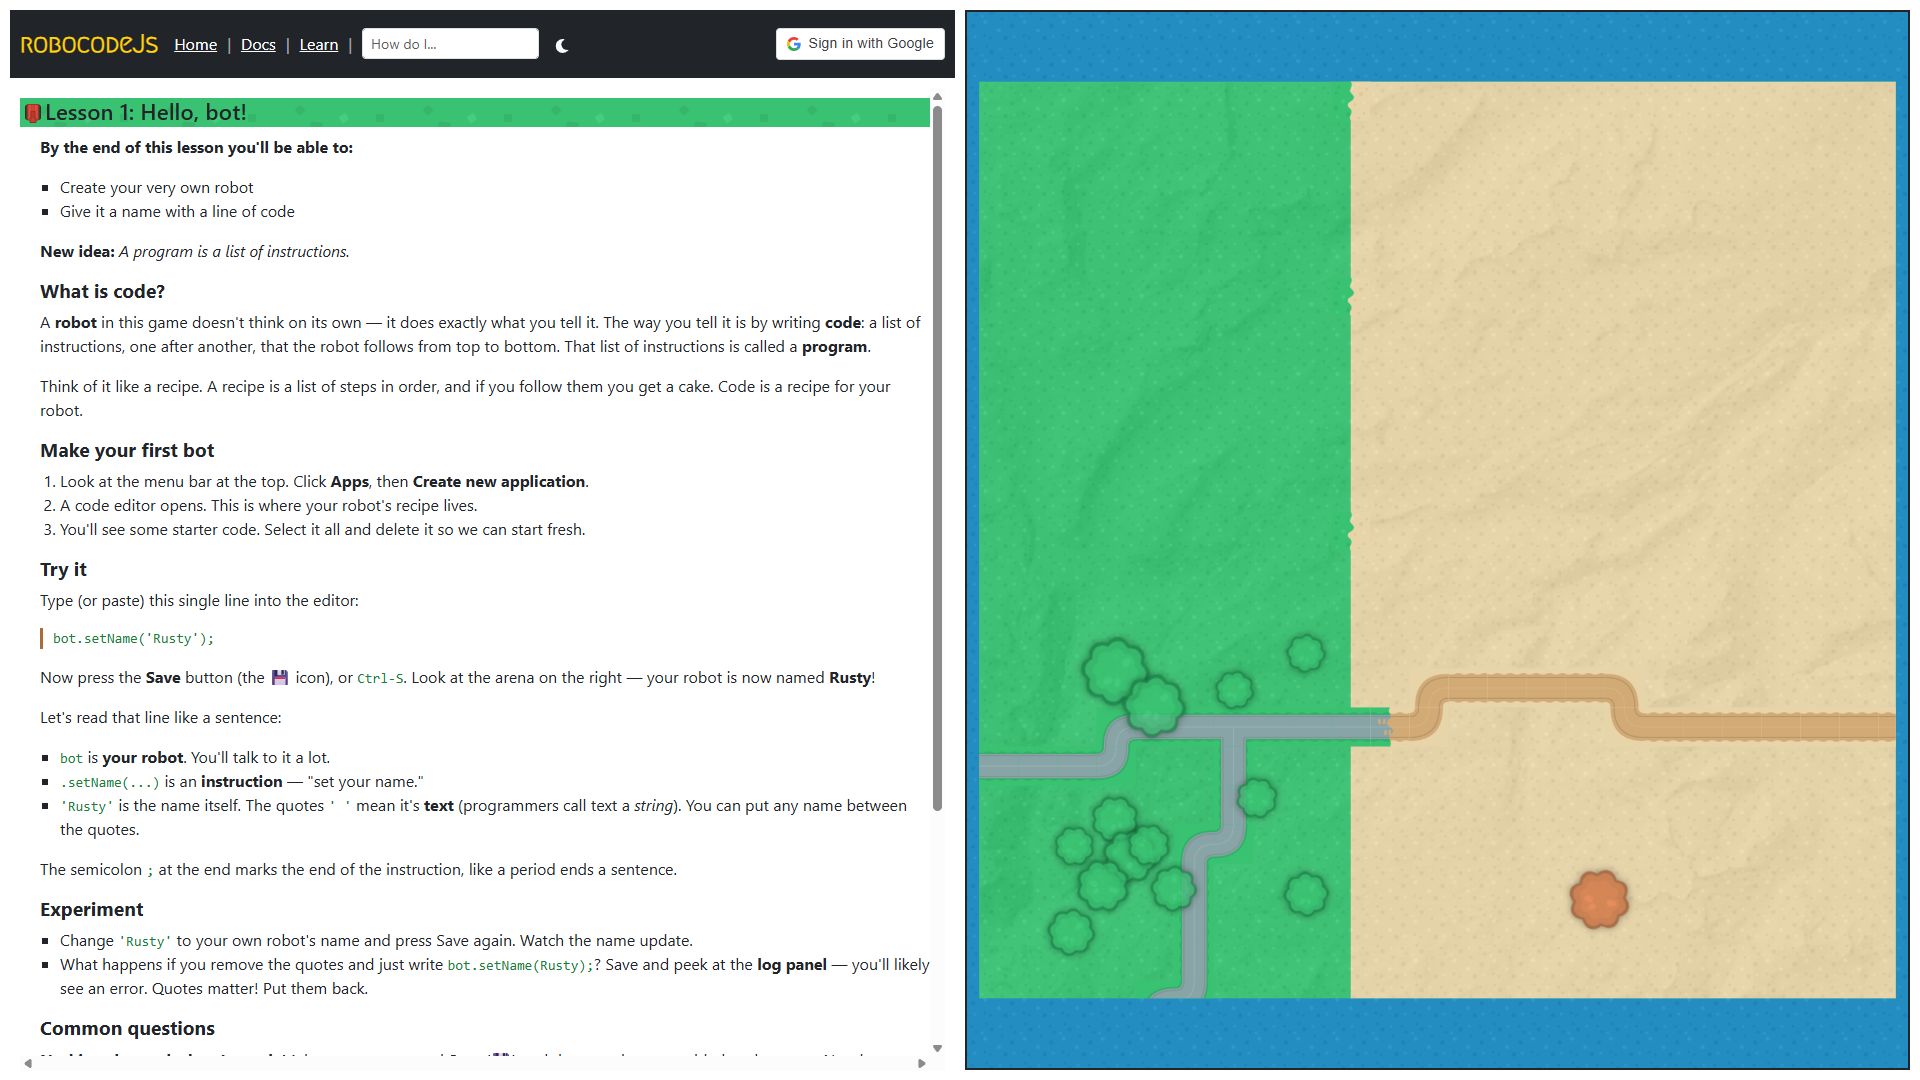 ROBOCODEJS Home | Docs | Learn | How do I... Sign in with Google
Lesson 1: Hello, bot!
By the end of this lesson you'll be able to:
Create your very own robot
Give it a name with a line of code
New idea: A program is a list of instructions.
What is code?
A robot in this game doesn't think on its own — it does exactly what you tell it. The way you tell it is by writing code: a list of
instructions, one after another, that the robot follows from top to bottom. That list of instructions is called a program.
Think of it like a recipe. A recipe is a list of steps in order, and if you follow them you get a cake. Code is a recipe for your
robot.
Make your first bot
1. Look at the menu bar at the top. Click Apps, then Create new application.
2. A code editor opens. This is where your robot's recipe lives.
3. You'll see some starter code. Select it all and delete it so we can start fresh.
Try it
Type (or paste) this single line into the editor:
bot.setName('Rusty');
Now press the Save button (the 💾 icon), or Ctrl-S. Look at the arena on the right — your robot is now named Rusty!
Let's read that line like a sentence:
bot is your robot. You'll talk to it a lot.
.setName(...) is an instruction — "set your name."
'Rusty' is the name itself. The quotes ' ' mean it's text (programmers call text a string). You can put any name between
the quotes.
The semicolon ; at the end marks the end of the instruction, like a period ends a sentence.
Experiment
Change 'Rusty' to your own robot's name and press Save again. Watch the name update.
What happens if you remove the quotes and just write bot.setName(Rusty);? Save and peek at the log panel — you'll likely
see an error. Quotes matter! Put them back.
Common questions